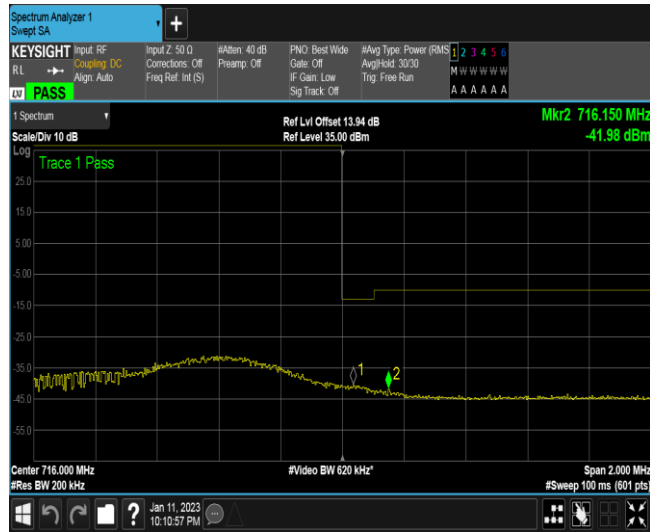 Spectrum Analyzer 1
Swept SA
+
KEYSIGHT
RL
LXI
PASS
Input: RF
Coupling: DC
Align: Auto
Input Z: 50 Ω
Corrections: Off
Freq Ref: Int (S)
#Atten: 40 dB
Preamp: Off
PNO: Best Wide
Gate: Off
IF Gain: Low
Sig Track: Off
#Avg Type: Power (RMS
Avg|Hold: 30/30
Trig: Free Run
1 2 3 4 5 6
M W W W W W
A A A A A A
1 Spectrum
Scale/Div 10 dB
Ref Lvl Offset 13.94 dB
Ref Level 35.00 dBm
Mkr2 716.150 MHz
-41.98 dBm
Log
Trace 1 Pass
25.0
15.0
5.00
-5.00
-15.0
-25.0
-35.0
-45.0
-55.0
1
2
Center 716.000 MHz
#Res BW 200 kHz
#Video BW 620 kHz*
Span 2.000 MHz
#Sweep 100 ms (601 pts)
?
Jan 11, 2023
10:10:57 PM